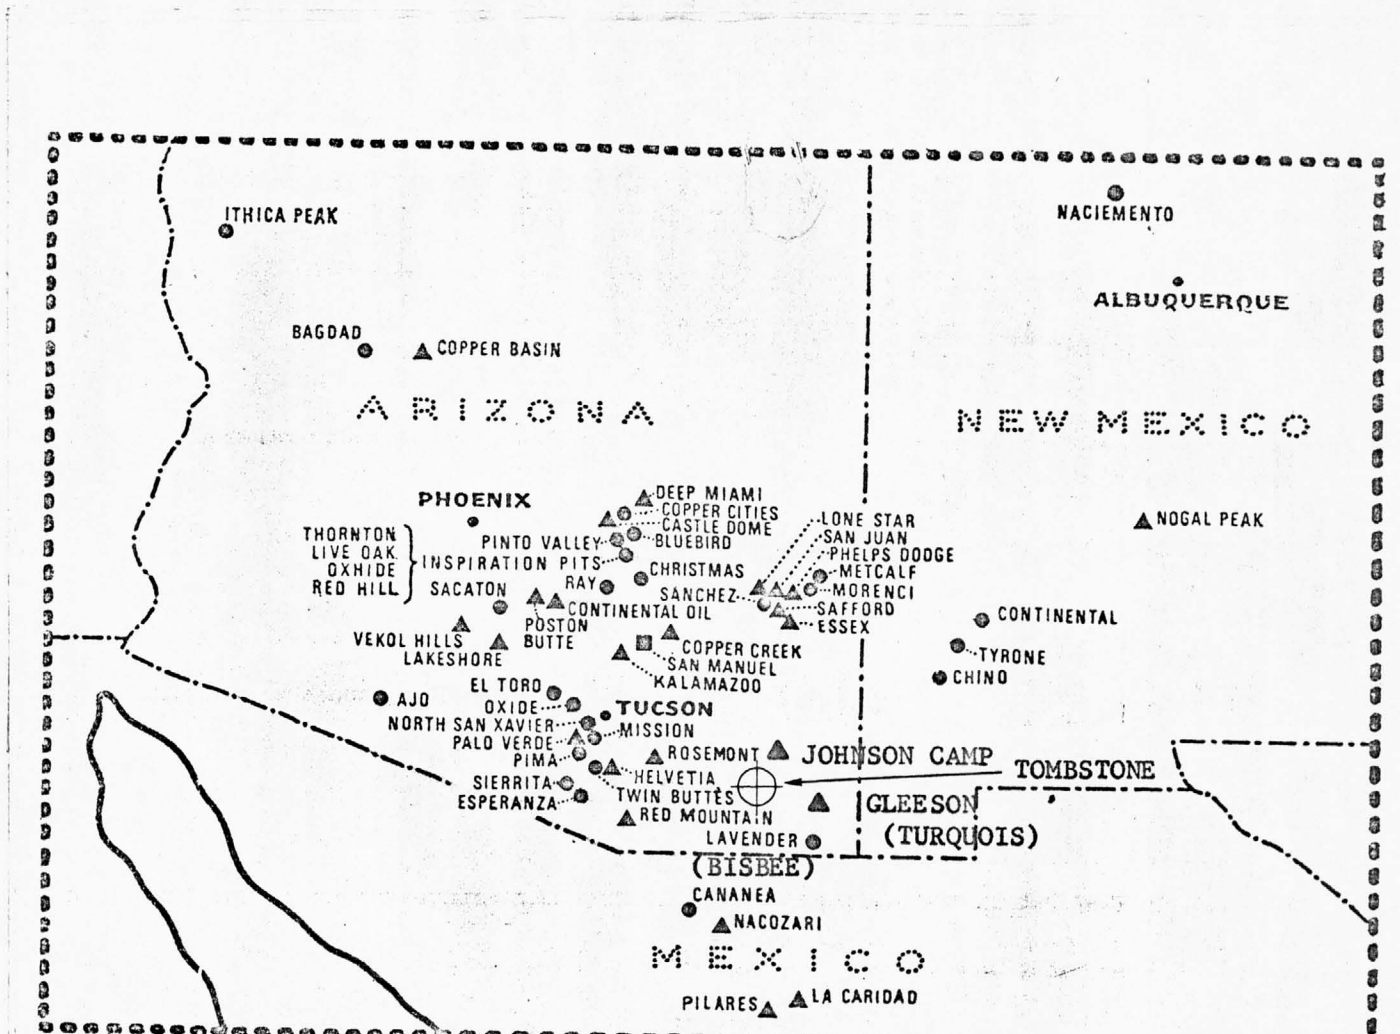 ITHICA PEAK
NACIEMENTO
ALBUQUERQUE
BAGDAD
COPPER BASIN
ARIZONA
NEW MEXICO
PHOENIX
DEEP MIAMI
COPPER CITIES
CASTLE DOME
BLUEBIRD
PINTO VALLEY
INSPIRATION PITS
THORNTON
LIVE OAK
OXHIDE
RED HILL
LONE STAR
SAN JUAN
PHELPS DODGE
METCALF
MORENCI
SAFFORD
ESSEX
SANCHEZ
CHRISTMAS
RAY
SACATON
CONTINENTAL OIL
POSTON
BUTTE
VEKOL HILLS
LAKESHORE
COPPER CREEK
SAN MANUEL
KALAMAZOO
CONTINENTAL
TYRONE
CHINO
NOGAL PEAK
AJO
EL TORO
OXIDE
TUCSON
NORTH SAN XAVIER
MISSION
PALO VERDE
PIMA
ROSEMONT
JOHNSON CAMP
TOMBSTONE
HELVETIA
SIERRITA
TWIN BUTTES
ESPERANZA
GLEESON
(TURQUOIS)
RED MOUNTAIN
LAVENDER
(BISBEE)
CANANEA
NACOZARI
MEXICO
PILARES
LA CARIDAD